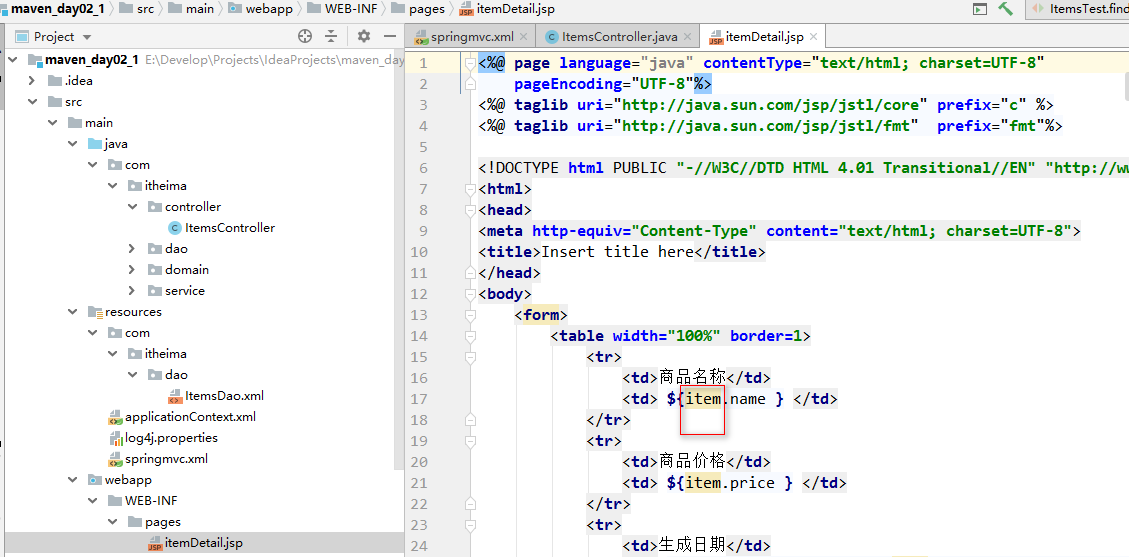 maven_day02_1 src main webapp WEB-INF pages itemDetail.jsp ItemsTest.find
Project
maven_day02_1 E:\Develop\Projects\IdeaProjects\maven_day
.idea
src
main
java
com
itheima
controller
ItemsController
dao
domain
service
resources
com
itheima
dao
ItemsDao.xml
applicationContext.xml
log4j.properties
springmvc.xml
webapp
WEB-INF
pages
itemDetail.jsp
springmvc.xml ItemsController.java itemDetail.jsp
1 <%@ page language="java" contentType="text/html; charset=UTF-8"
2 pageEncoding="UTF-8"%>
3 <%@ taglib uri="http://java.sun.com/jsp/jstl/core" prefix="c" %>
4 <%@ taglib uri="http://java.sun.com/jsp/jstl/fmt"  prefix="fmt"%>
5
6 <!DOCTYPE html PUBLIC "-//W3C//DTD HTML 4.01 Transitional//EN" "http://ww
7 <html>
8 <head>
9 <meta http-equiv="Content-Type" content="text/html; charset=UTF-8">
10 <title>Insert title here</title>
11 </head>
12 <body>
13 <form>
14 <table width="100%" border=1>
15 <tr>
16 <td>商品名称</td>
17 <td> ${item.name } </td>
18 </tr>
19 <tr>
20 <td>商品价格</td>
21 <td> ${item.price } </td>
22 </tr>
23 <tr>
24 <td>生成日期</td>